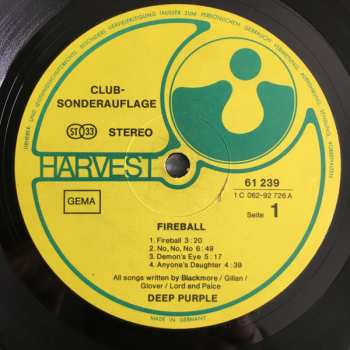 CLUB-
SONDERAUFLAGE
ST 33 STEREO
HARVEST
GEMA
61 239
1 C 062-92 726 A
Seite 1
FIREBALL
1. Fireball 3:20
2. No, No, No 6:49
3. Demon's Eye 5:17
4. Anyone's Daughter 4:39
All songs written by Blackmore / Gillan /
Glover / Lord and Paice
DEEP PURPLE
MADE IN GERMANY